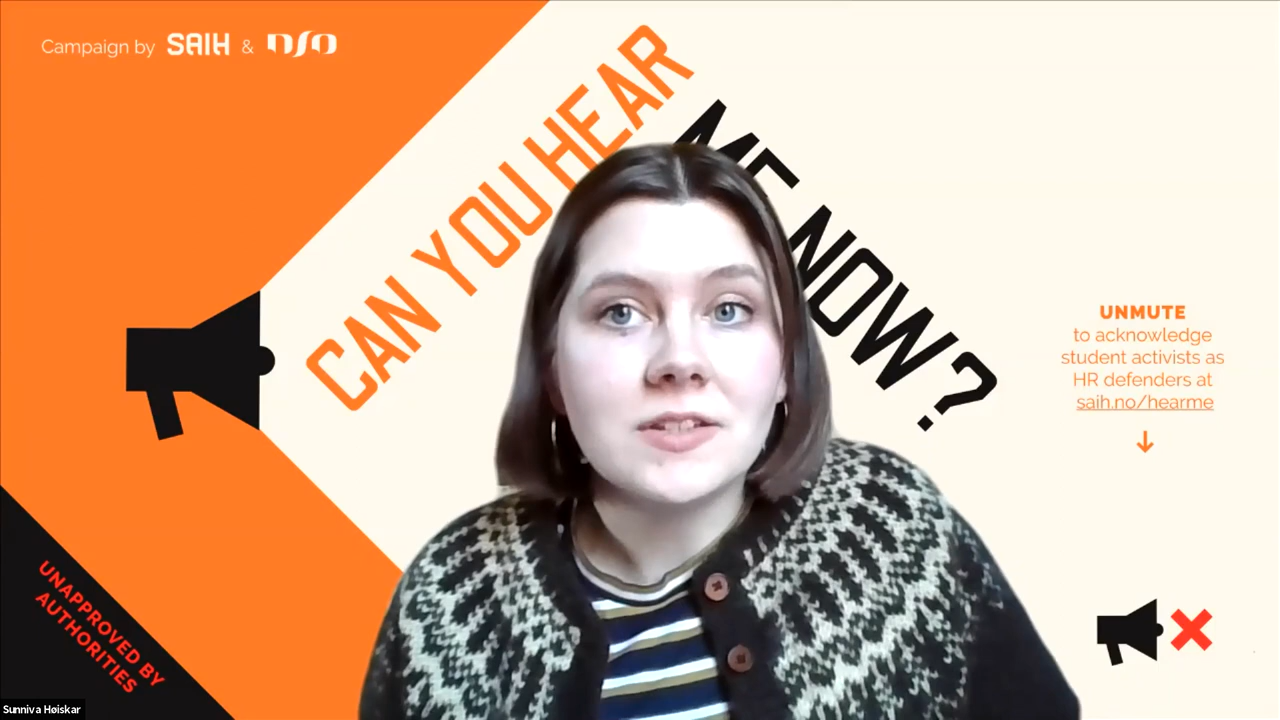 Campaign by SAIH & NSO
CAN YOU HEAR
ME NOW?
UNMUTE
to acknowledge
student activists as
HR defenders at
saih.no/hearme
UNAPPROVED BY
AUTHORITIES
Sunniva Høiskar